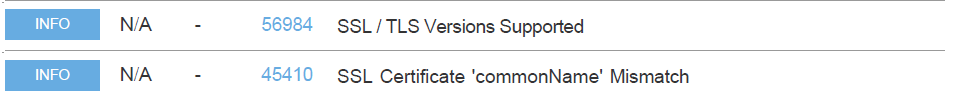 INFO N/A - 56984 SSL / TLS Versions Supported
INFO N/A - 45410 SSL Certificate 'commonName' Mismatch